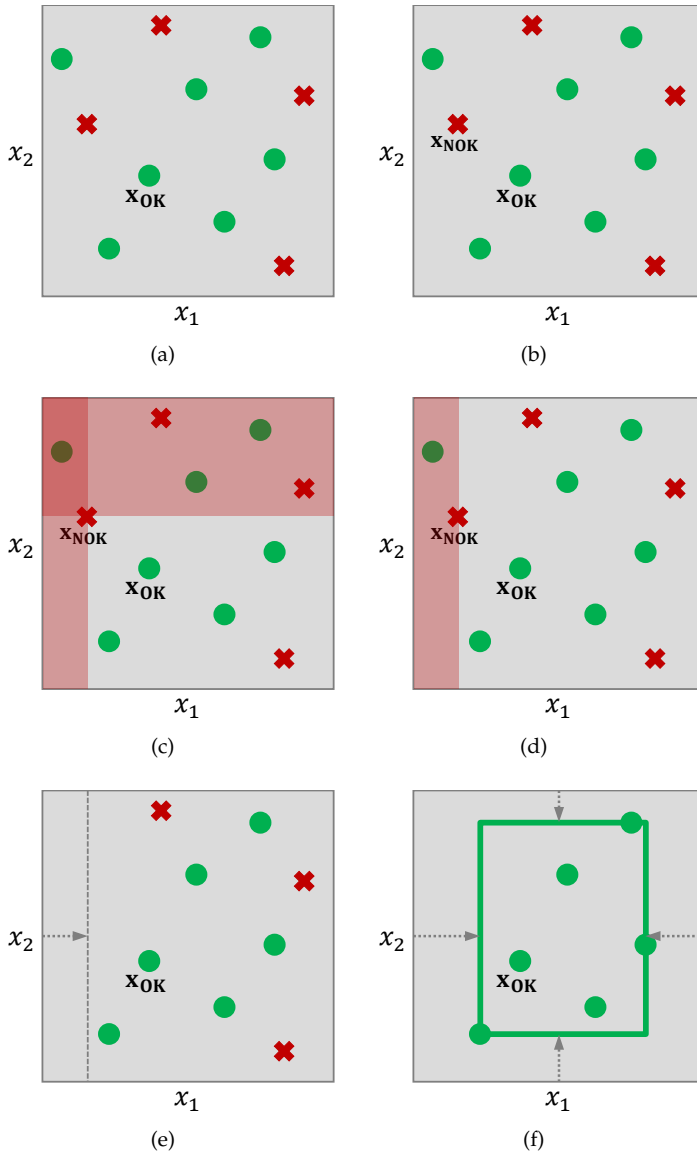 x₂ x_OK x₂ x_NOK x_OK
x₁ x₁
(a) (b)
x₂ x_NOK x_OK x₂ x_NOK x_OK
x₁ x₁
(c) (d)
x₂ x_OK x₂ x_OK
x₁ x₁
(e) (f)